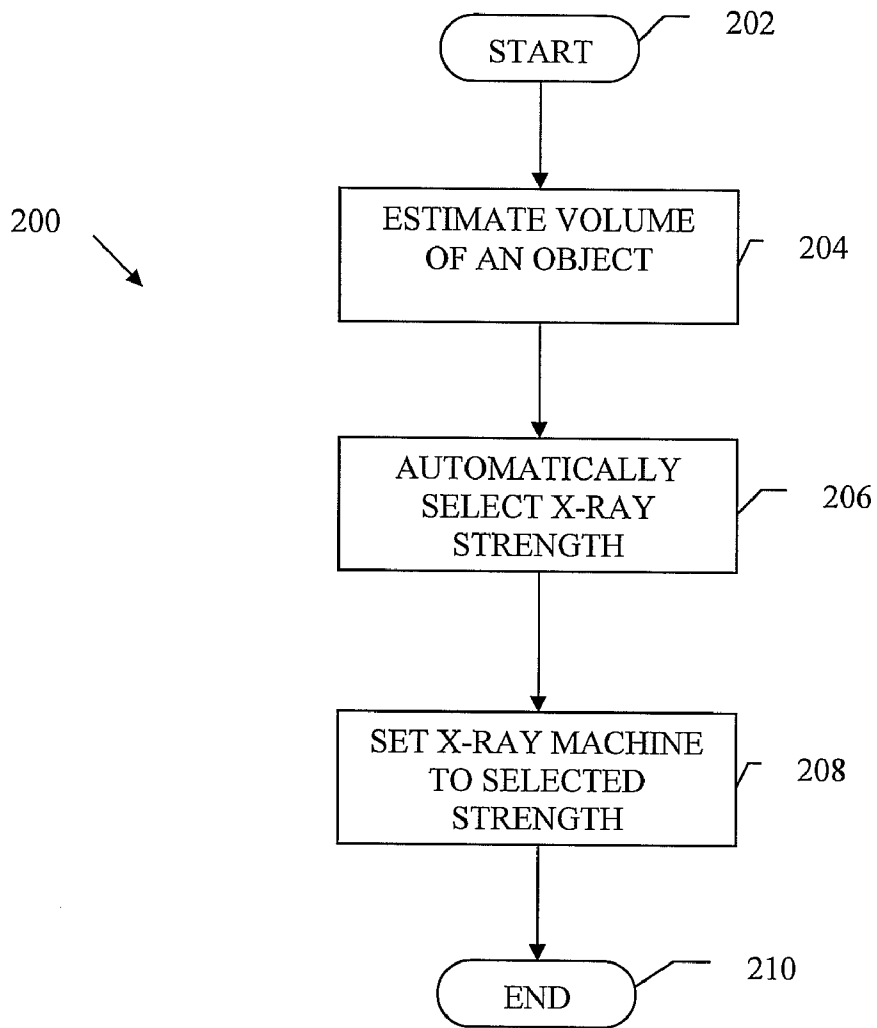 START
202
200
ESTIMATE VOLUME
OF AN OBJECT
204
AUTOMATICALLY
SELECT X-RAY
STRENGTH
206
SET X-RAY MACHINE
TO SELECTED
STRENGTH
208
END
210